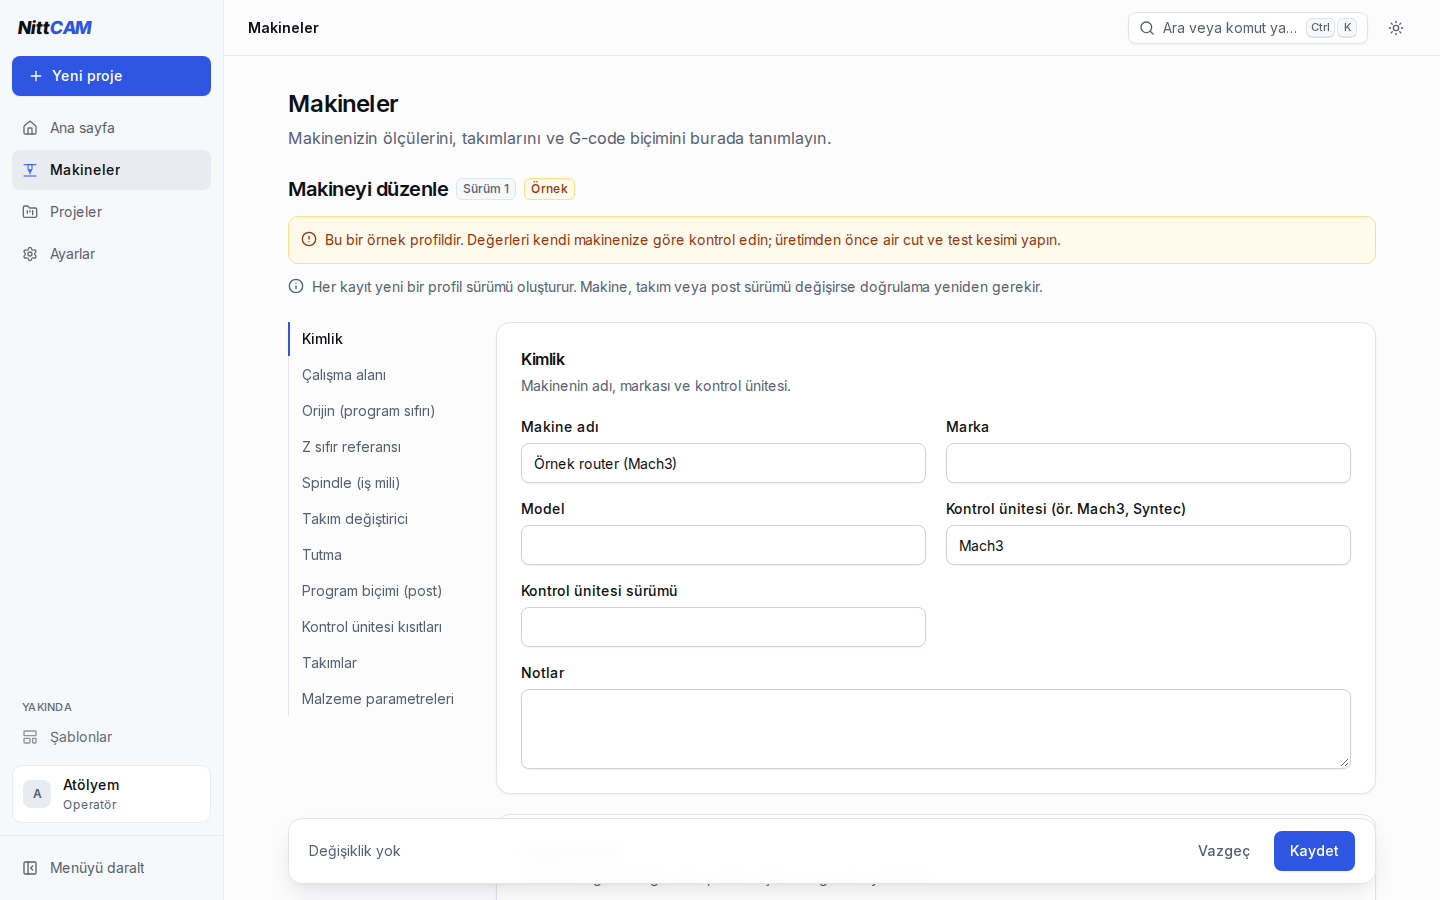 NittCAM
Yeni proje
Ana sayfa
Makineler
Projeler
Ayarlar
YAKINDA
Şablonlar
A
Atölyem
Operatör
Menüyü daralt
Makineler
Ara veya komut ya...
Ctrl K
Makineler
Makinenizin ölçülerini, takımlarını ve G-code biçimini burada tanımlayın.
Makineyi düzenle Sürüm 1 Örnek
Bu bir örnek profildir. Değerleri kendi makinenize göre kontrol edin; üretimden önce air cut ve test kesimi yapın.
Her kayıt yeni bir profil sürümü oluşturur. Makine, takım veya post sürümü değişirse doğrulama yeniden gerekir.
Kimlik
Çalışma alanı
Orijin (program sıfırı)
Z sıfır referansı
Spindle (iş mili)
Takım değiştirici
Tutma
Program biçimi (post)
Kontrol ünitesi kısıtları
Takımlar
Malzeme parametreleri
Kimlik
Makinenin adı, markası ve kontrol ünitesi.
Makine adı
Örnek router (Mach3)
Marka
Model
Kontrol ünitesi (ör. Mach3, Syntec)
Mach3
Kontrol ünitesi sürümü
Notlar
Değişiklik yok
Vazgeç
Kaydet